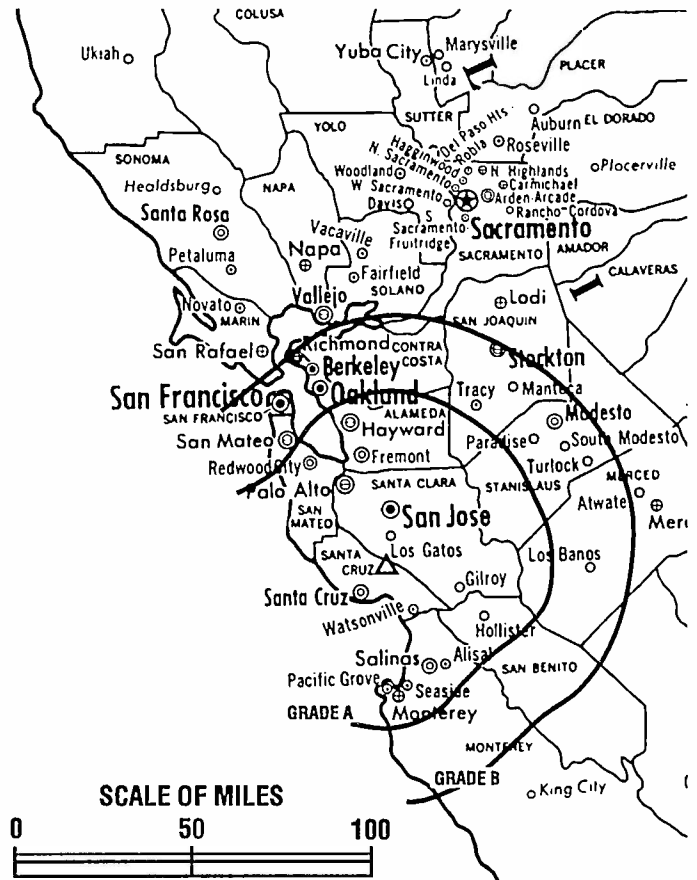 COLUSA
Ukiah
Yuba City
Marysville
Linda
PLACER
SUTTER
YOLO
Del Paso Hts.
Auburn
EL DORADO
Robla
Roseville
Hagginwood
N. Sacramento
SONOMA
Woodland
N Highlands
Placerville
Healdsburg
NAPA
W Sacramento
Carmichael
Arden-Arcade
Santa Rosa
Davis
Rancho-Cordova
S
Sacramento
Sacramento
Vacaville
Fruitridge
Petaluma
Napa
SACRAMENTO
AMADOR
Fairfield
CALAVERAS
SOLANO
Vallejo
Novato
Lodi
MARIN
SAN JOAQUIN
Richmond
CONTRA
San Rafael
COSTA
Stockton
Berkeley
San Francisco
Oakland
Tracy
Manteca
SAN FRANCISCO
ALAMEDA
Modesto
Hayward
San Mateo
Paradise
South Modesto
Fremont
Redwood City
Turlock
Palo Alto
SANTA CLARA
STANISLAUS
MERCED
Atwater
SAN
MATEO
San Jose
Merc
Los Gatos
SANTA
CRUZ
Los Banos
Gilroy
Santa Cruz
Watsonville
Hollister
Salinas
Alisal
SAN BENITO
Pacific Grove
Seaside
GRADE A
Monterey
MONTEREY
GRADE B
King City
SCALE OF MILES
0 50 100